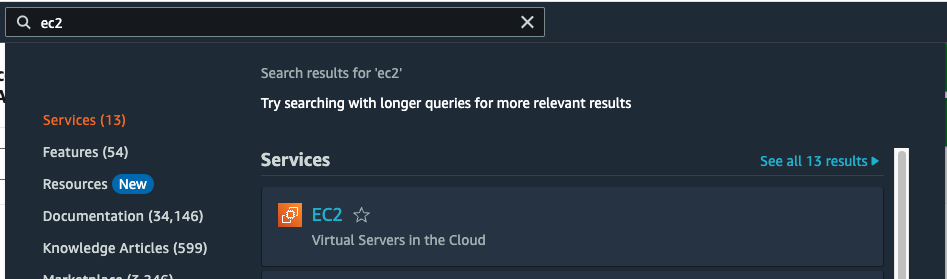 ec2
Search results for 'ec2'
Try searching with longer queries for more relevant results
Services (13)
Features (54)
Resources New
Documentation (34,146)
Knowledge Articles (599)
Marketplace (3,246)
Services
See all 13 results
EC2
Virtual Servers in the Cloud